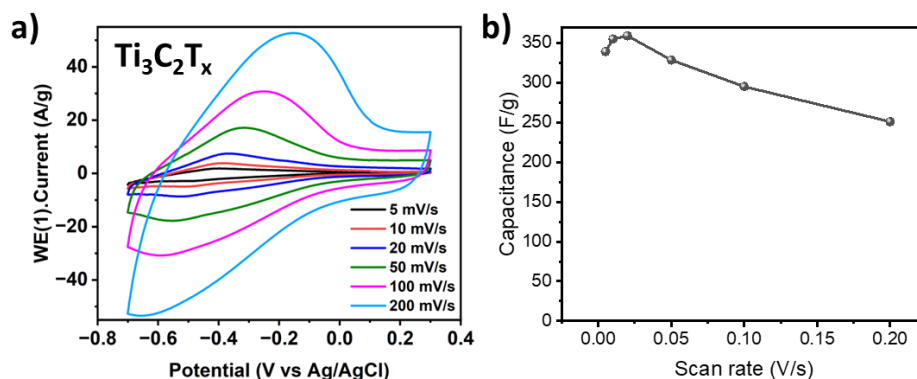 a)
Ti₃C₂Tₓ
WE(1).Current (A/g)
40
20
0
−20
−40
5 mV/s
10 mV/s
20 mV/s
50 mV/s
100 mV/s
200 mV/s
−0.8 −0.6 −0.4 −0.2 0.0 0.2 0.4
Potential (V vs Ag/AgCl)
b)
Capacitance (F/g)
350
300
250
200
150
100
50
0
0.00 0.05 0.10 0.15 0.20
Scan rate (V/s)